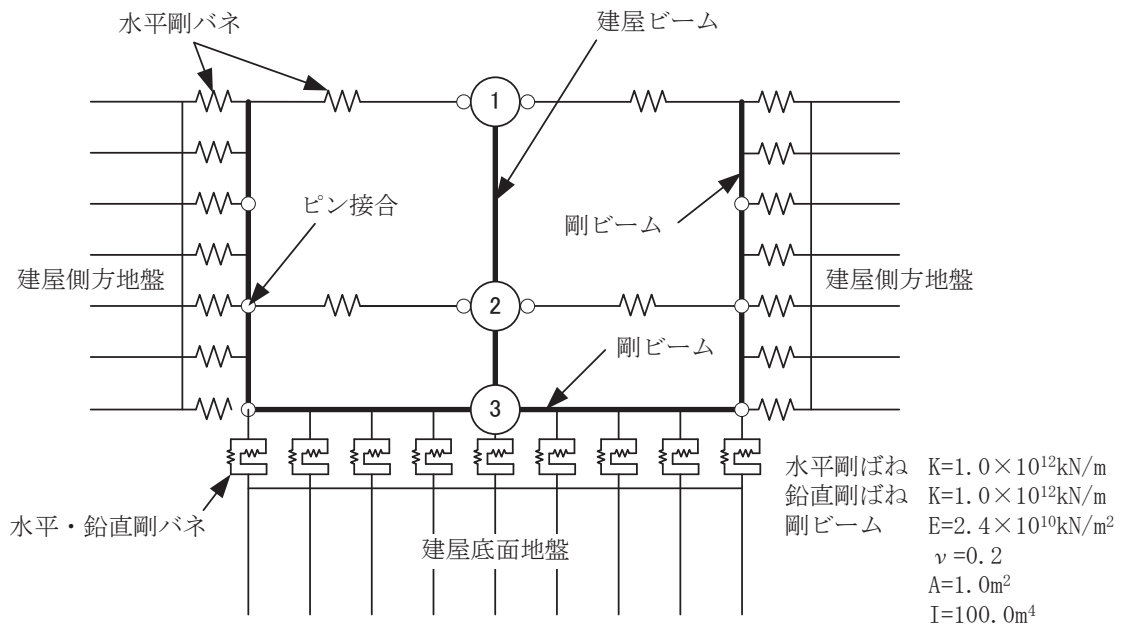 水平剛バネ
建屋ビーム
1
ピン接合
剛ビーム
建屋側方地盤
建屋側方地盤
2
剛ビーム
3
水平・鉛直剛バネ
建屋底面地盤
水平剛ばね K=1.0×10¹²kN/m
鉛直剛ばね K=1.0×10¹²kN/m
剛ビーム E=2.4×10¹⁰kN/m²
ν=0.2
A=1.0m²
I=100.0m⁴